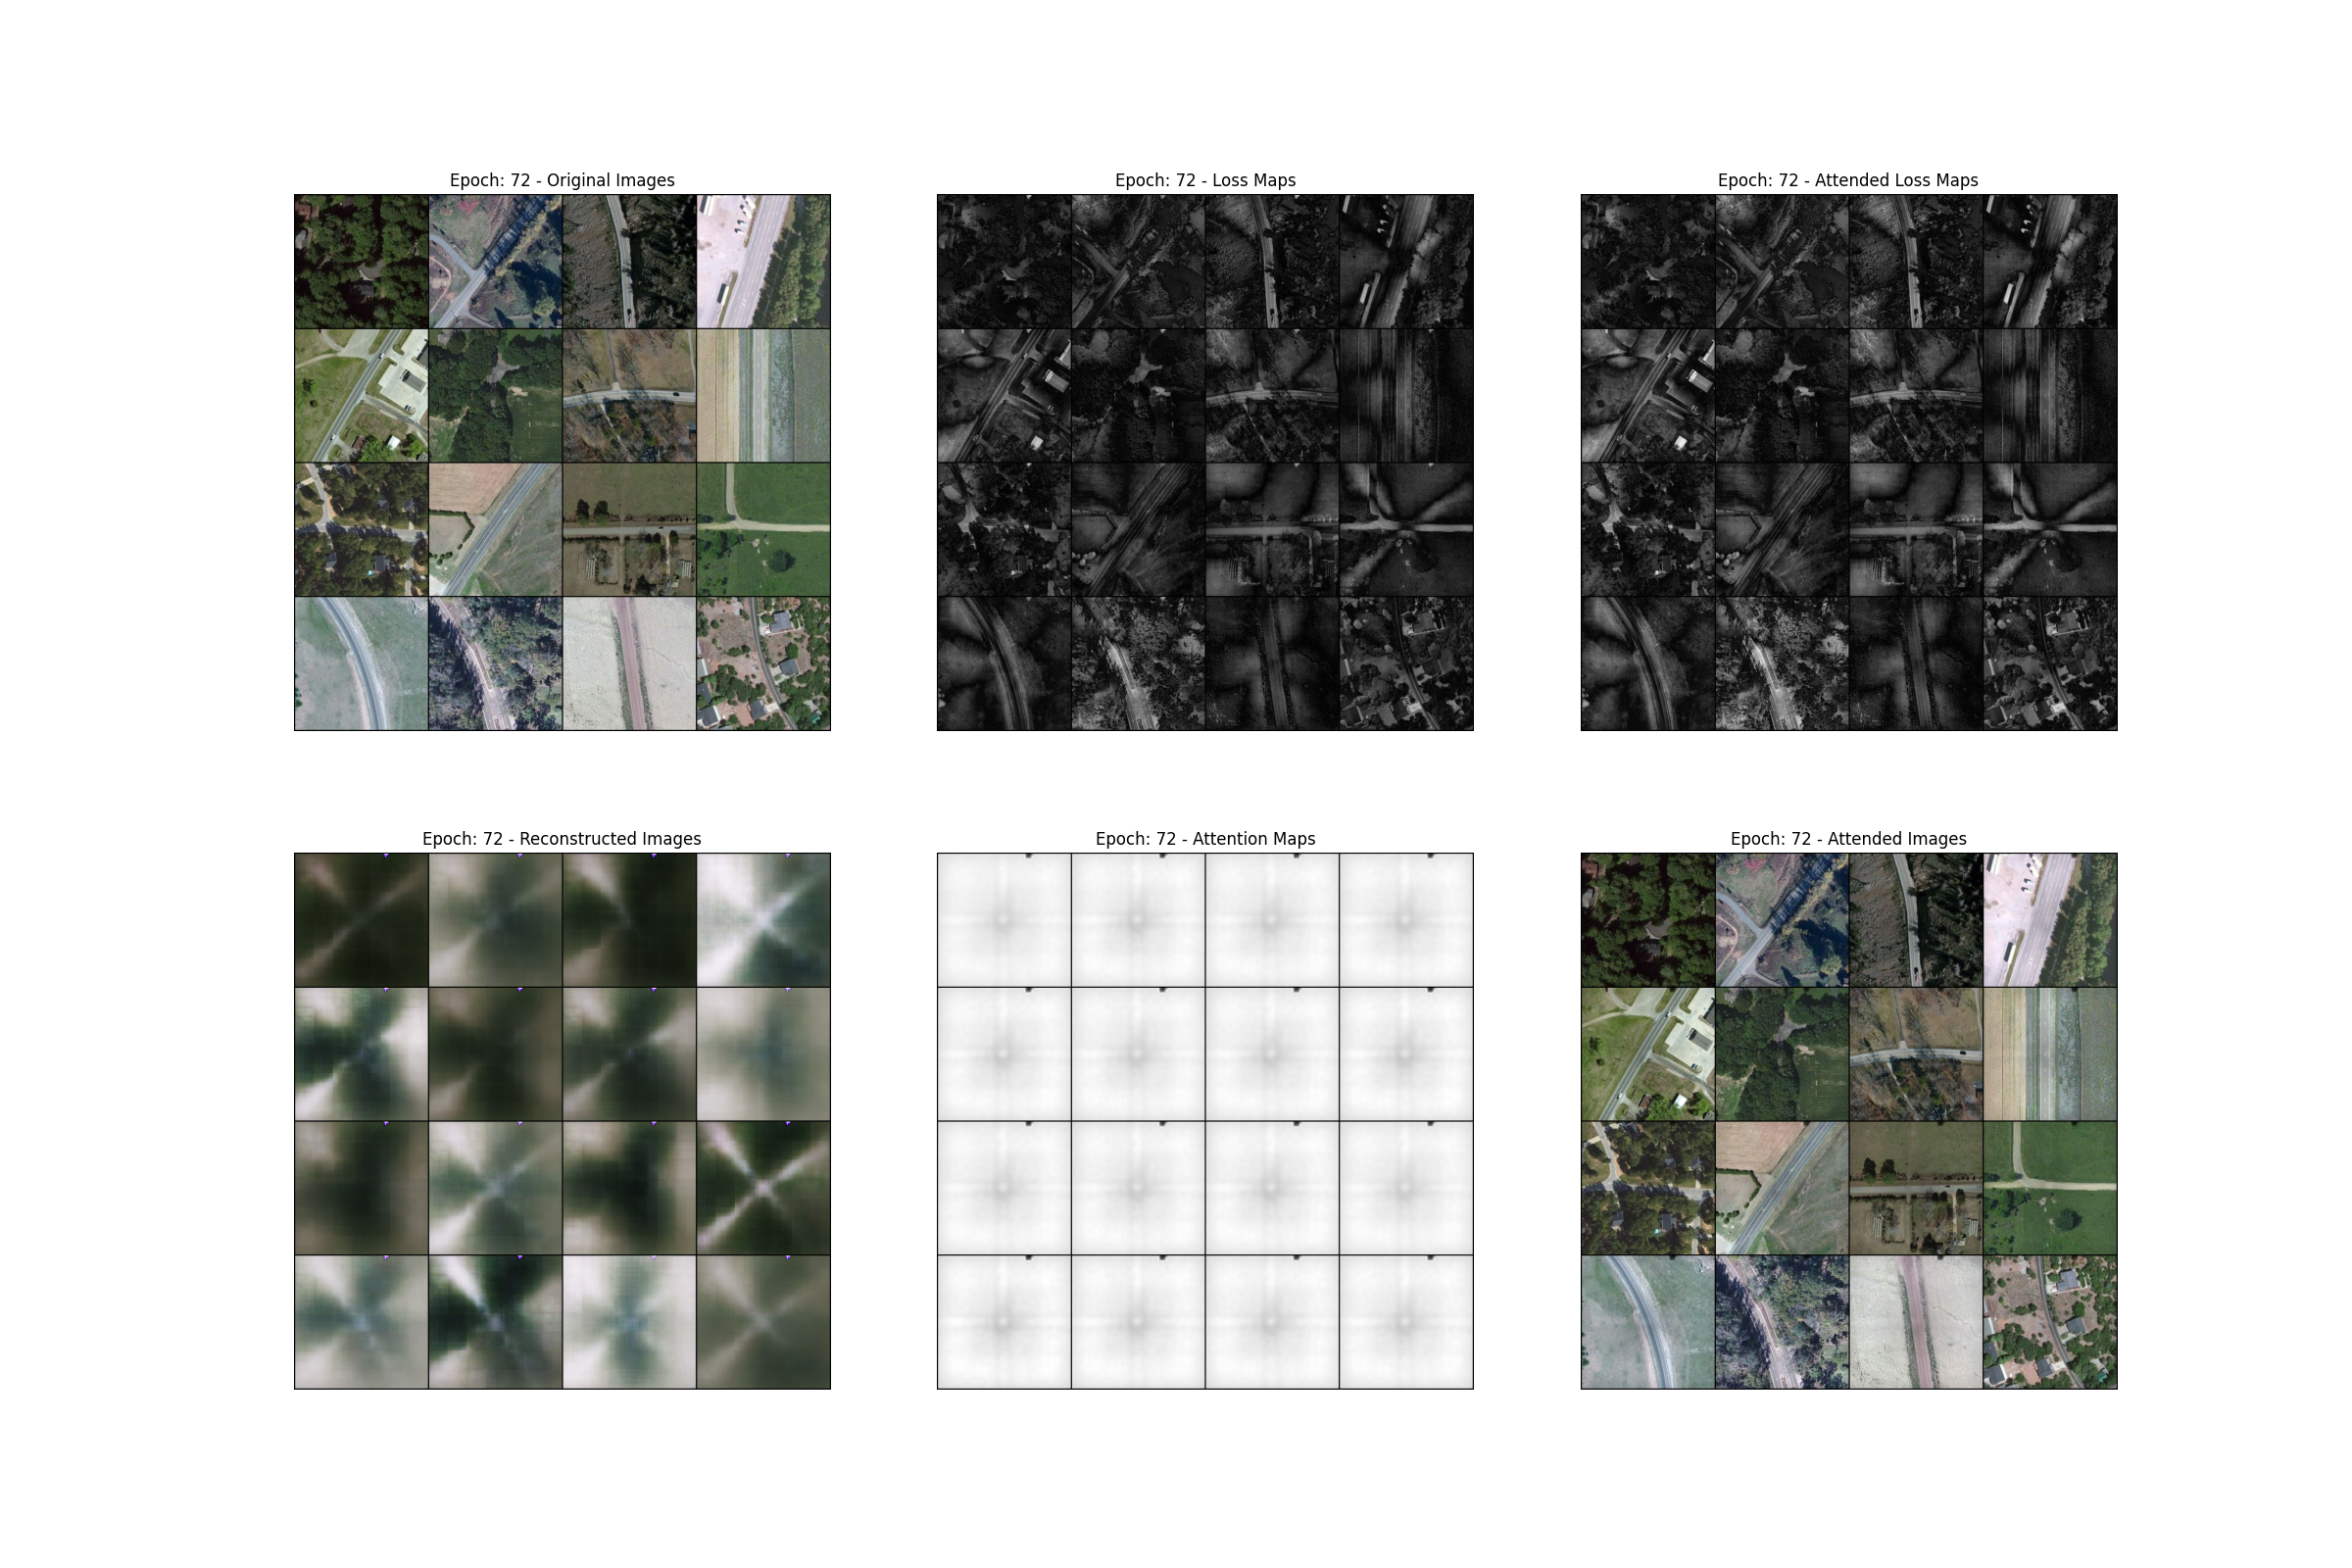 Epoch: 72 - Original Images
Epoch: 72 - Loss Maps
Epoch: 72 - Attended Loss Maps
Epoch: 72 - Reconstructed Images
Epoch: 72 - Attention Maps
Epoch: 72 - Attended Images